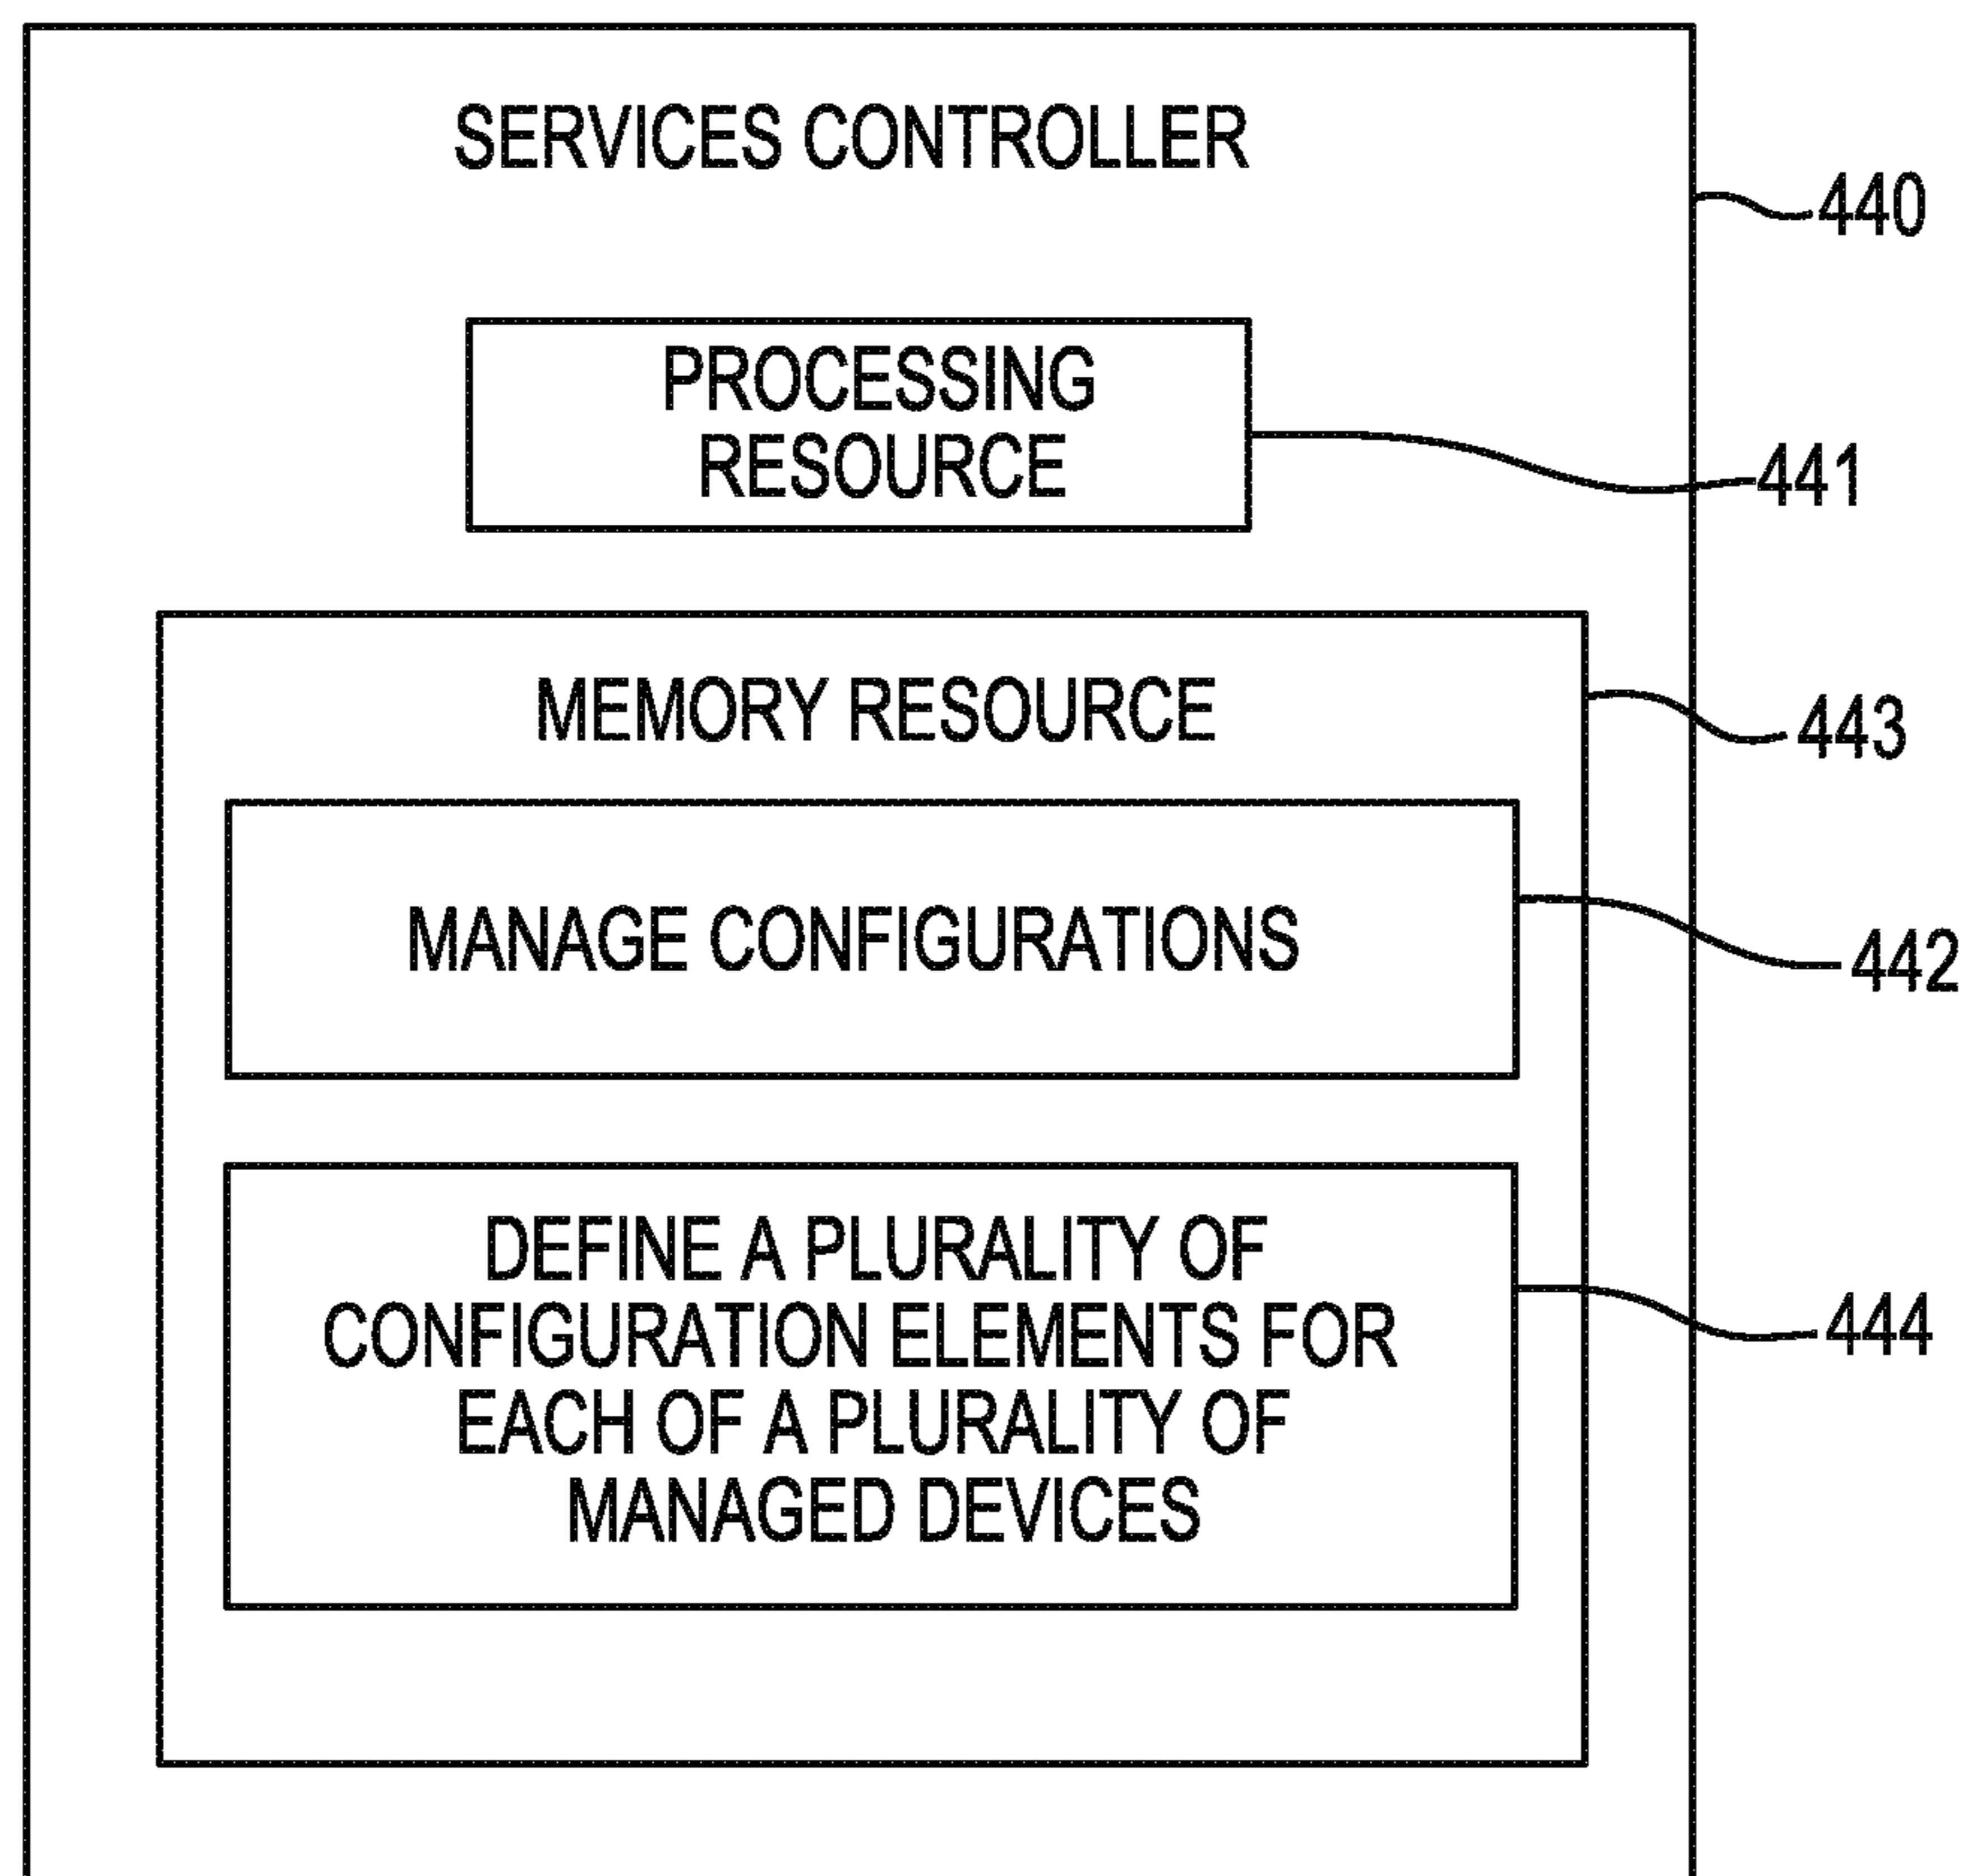 SERVICES CONTROLLER
440
PROCESSING
RESOURCE
441
MEMORY RESOURCE
443
MANAGE CONFIGURATIONS
442
DEFINE A PLURALITY OF
CONFIGURATION ELEMENTS FOR
EACH OF A PLURALITY OF
MANAGED DEVICES
444